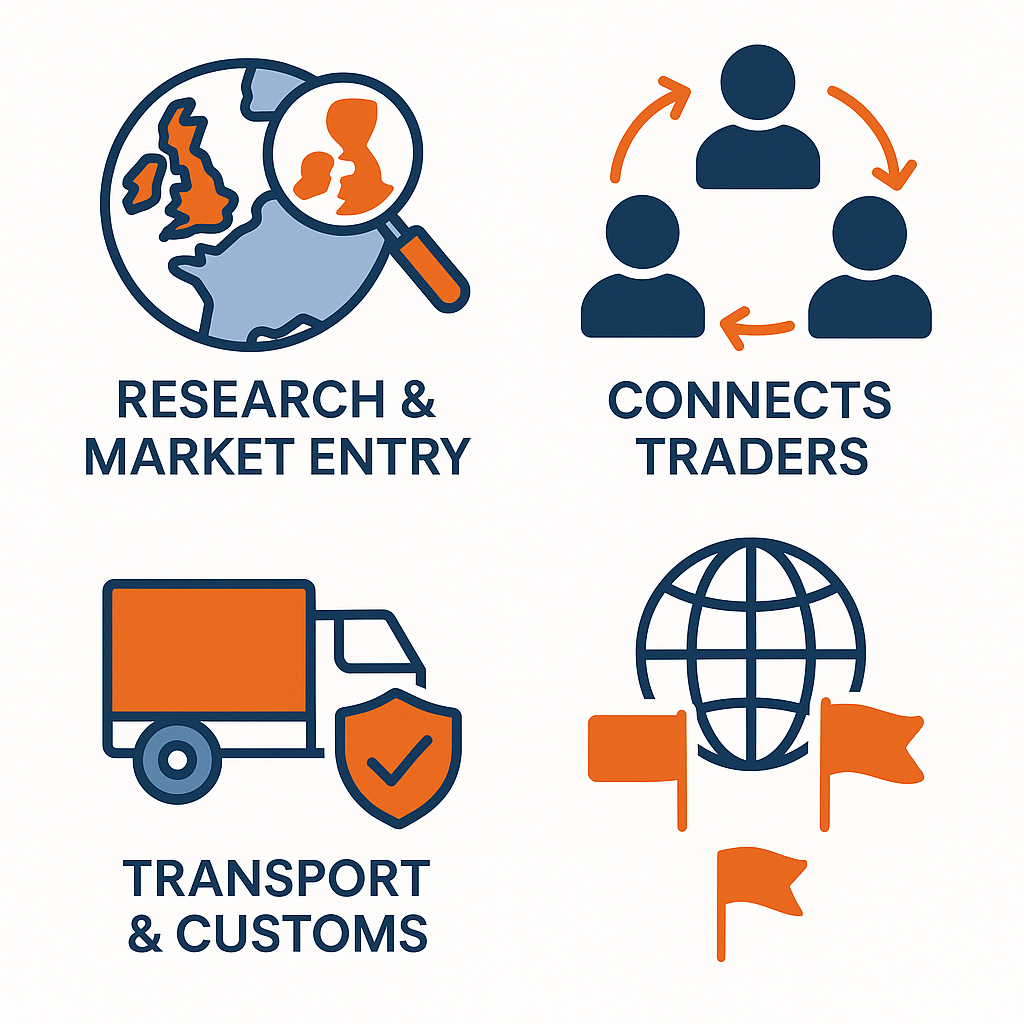 RESEARCH &
MARKET ENTRY
CONNECTS
TRADERS
TRANSPORT
& CUSTOMS